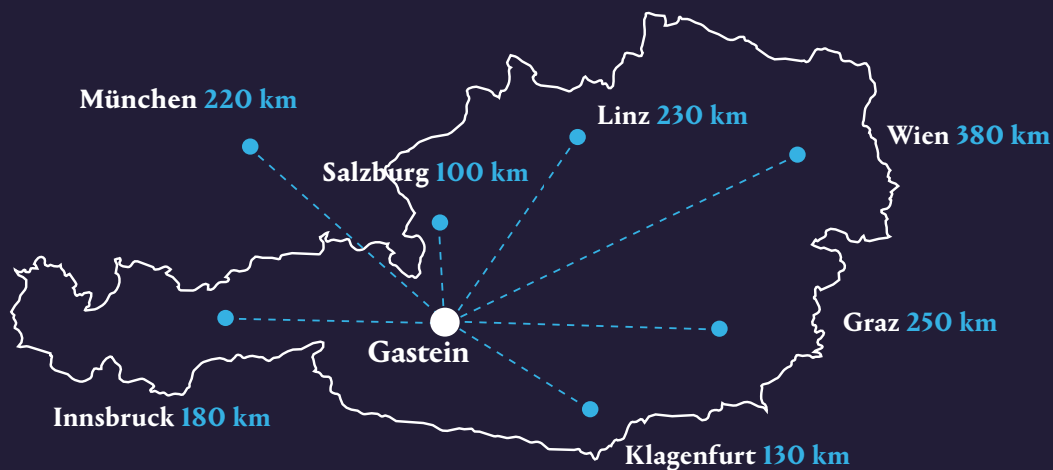 München 220 km
Linz 230 km
Wien 380 km
Salzburg 100 km
Graz 250 km
Gastein
Innsbruck 180 km
Klagenfurt 130 km